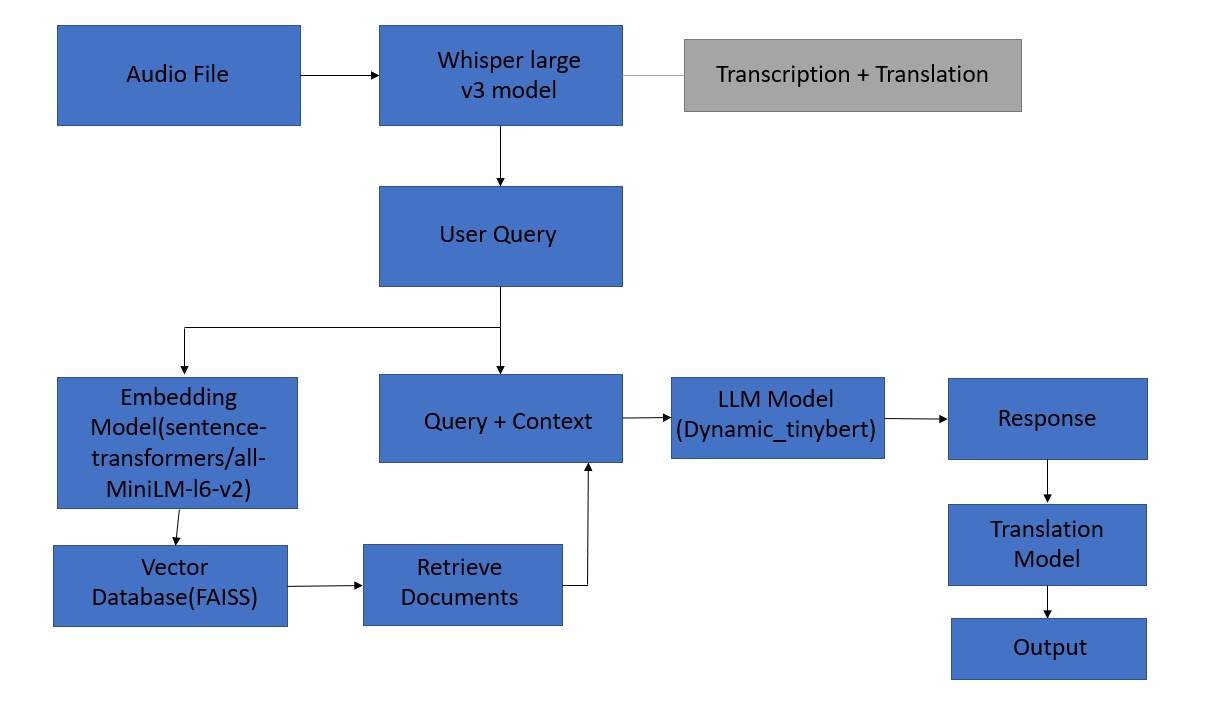 Audio File
Whisper large
v3 model
Transcription + Translation
User Query
Embedding
Model(sentence-
transformers/all-
MiniLM-l6-v2)
Query + Context
LLM Model
(Dynamic_tinybert)
Response
Vector
Database(FAISS)
Retrieve
Documents
Translation
Model
Output